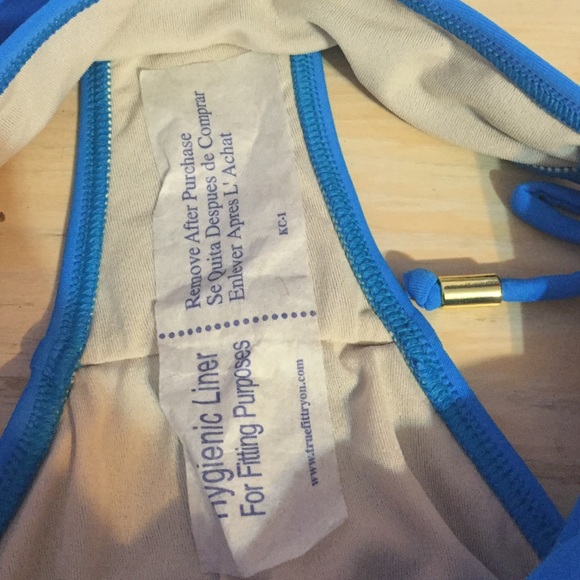 Remove After Purchase
Se Quita Despues de Comprar
Enlever Apres L' Achat
KC-1
Hygienic Liner
For Fitting Purposes
www.truefittryon.com